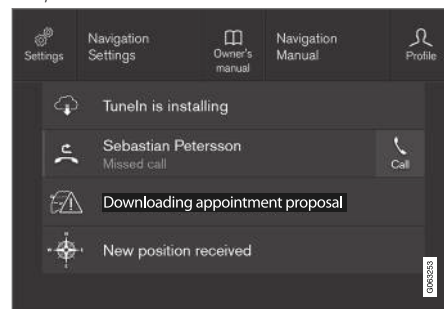 Settings
Navigation
Settings
Owner's
manual
Navigation
Manual
Profile
TuneIn is installing
Sebastian Petersson
Missed call
Call
Downloading appointment proposal
New position received
G063253